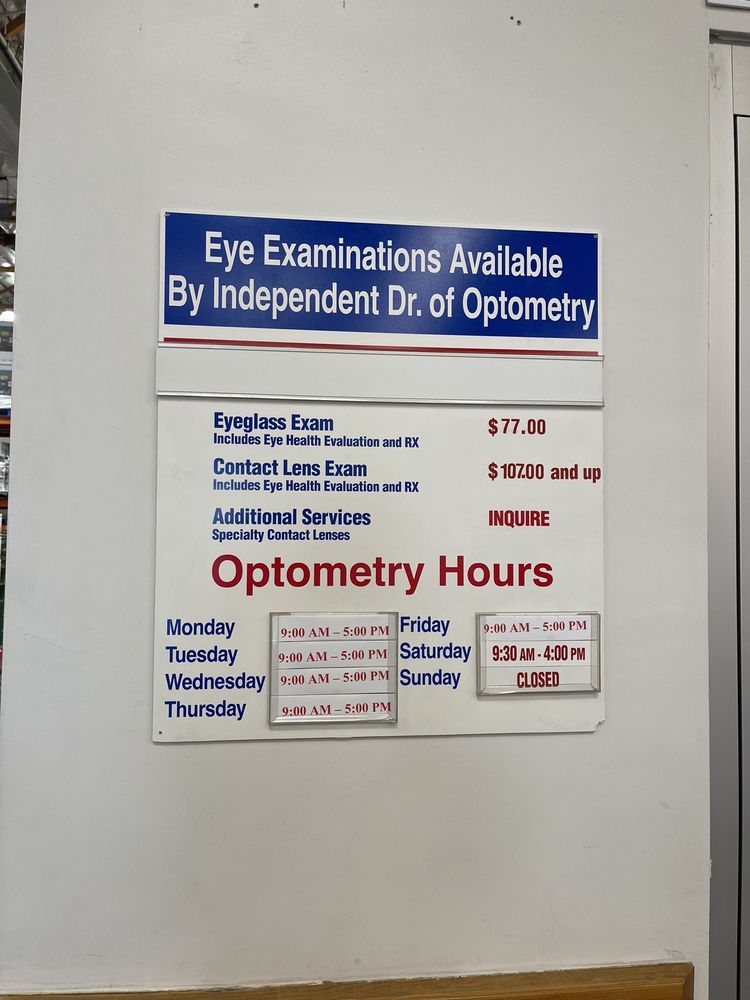 Eye Examinations Available
By Independent Dr. of Optometry
Eyeglass Exam $77.00
Includes Eye Health Evaluation and RX
Contact Lens Exam $107.00 and up
Includes Eye Health Evaluation and RX
Additional Services INQUIRE
Specialty Contact Lenses
Optometry Hours
Monday 9:00 AM – 5:00 PM
Tuesday 9:00 AM – 5:00 PM
Wednesday 9:00 AM – 5:00 PM
Thursday 9:00 AM – 5:00 PM
Friday 9:00 AM – 5:00 PM
Saturday 9:30 AM - 4:00 PM
Sunday CLOSED